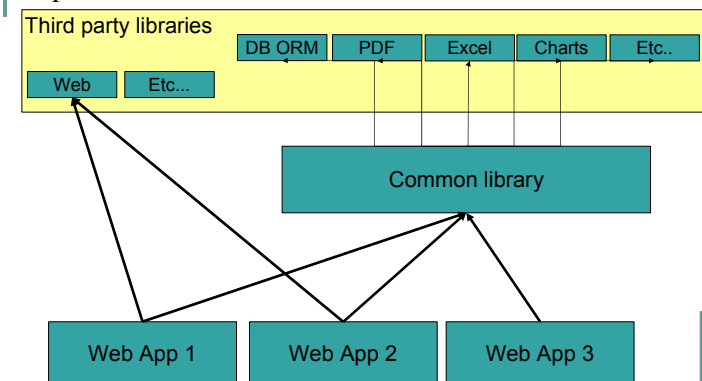 Third party libraries
DB ORM
PDF
Excel
Charts
Etc..
Web
Etc...
Common library
Web App 1
Web App 2
Web App 3